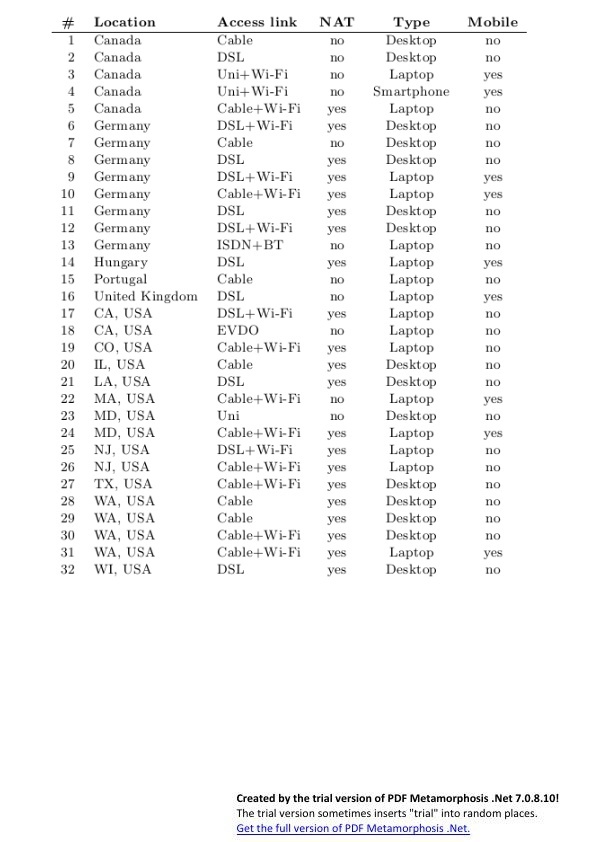 # Location Access link NAT Type Mobile
1 Canada Cable no Desktop no
2 Canada DSL no Desktop no
3 Canada Uni+Wi-Fi no Laptop yes
4 Canada Uni+Wi-Fi no Smartphone yes
5 Canada Cable+Wi-Fi yes Laptop no
6 Germany DSL+Wi-Fi yes Desktop no
7 Germany Cable no Desktop no
8 Germany DSL yes Desktop no
9 Germany DSL+Wi-Fi yes Laptop yes
10 Germany Cable+Wi-Fi yes Laptop yes
11 Germany DSL yes Desktop no
12 Germany DSL+Wi-Fi yes Desktop no
13 Germany ISDN+BT no Laptop no
14 Hungary DSL yes Laptop yes
15 Portugal Cable no Laptop no
16 United Kingdom DSL no Laptop yes
17 CA, USA DSL+Wi-Fi yes Laptop no
18 CA, USA EVDO no Laptop no
19 CO, USA Cable+Wi-Fi yes Laptop no
20 IL, USA Cable yes Desktop no
21 LA, USA DSL yes Desktop no
22 MA, USA Cable+Wi-Fi no Laptop yes
23 MD, USA Uni no Desktop no
24 MD, USA Cable+Wi-Fi yes Laptop yes
25 NJ, USA DSL+Wi-Fi yes Laptop no
26 NJ, USA Cable+Wi-Fi yes Laptop no
27 TX, USA Cable+Wi-Fi yes Desktop no
28 WA, USA Cable yes Desktop no
29 WA, USA Cable yes Desktop no
30 WA, USA Cable+Wi-Fi yes Desktop no
31 WA, USA Cable+Wi-Fi yes Laptop yes
32 WI, USA DSL yes Desktop no
Created by the trial version of PDF Metamorphosis .Net 7.0.8.10!
The trial version sometimes inserts "trial" into random places.
Get the full version of PDF Metamorphosis .Net.